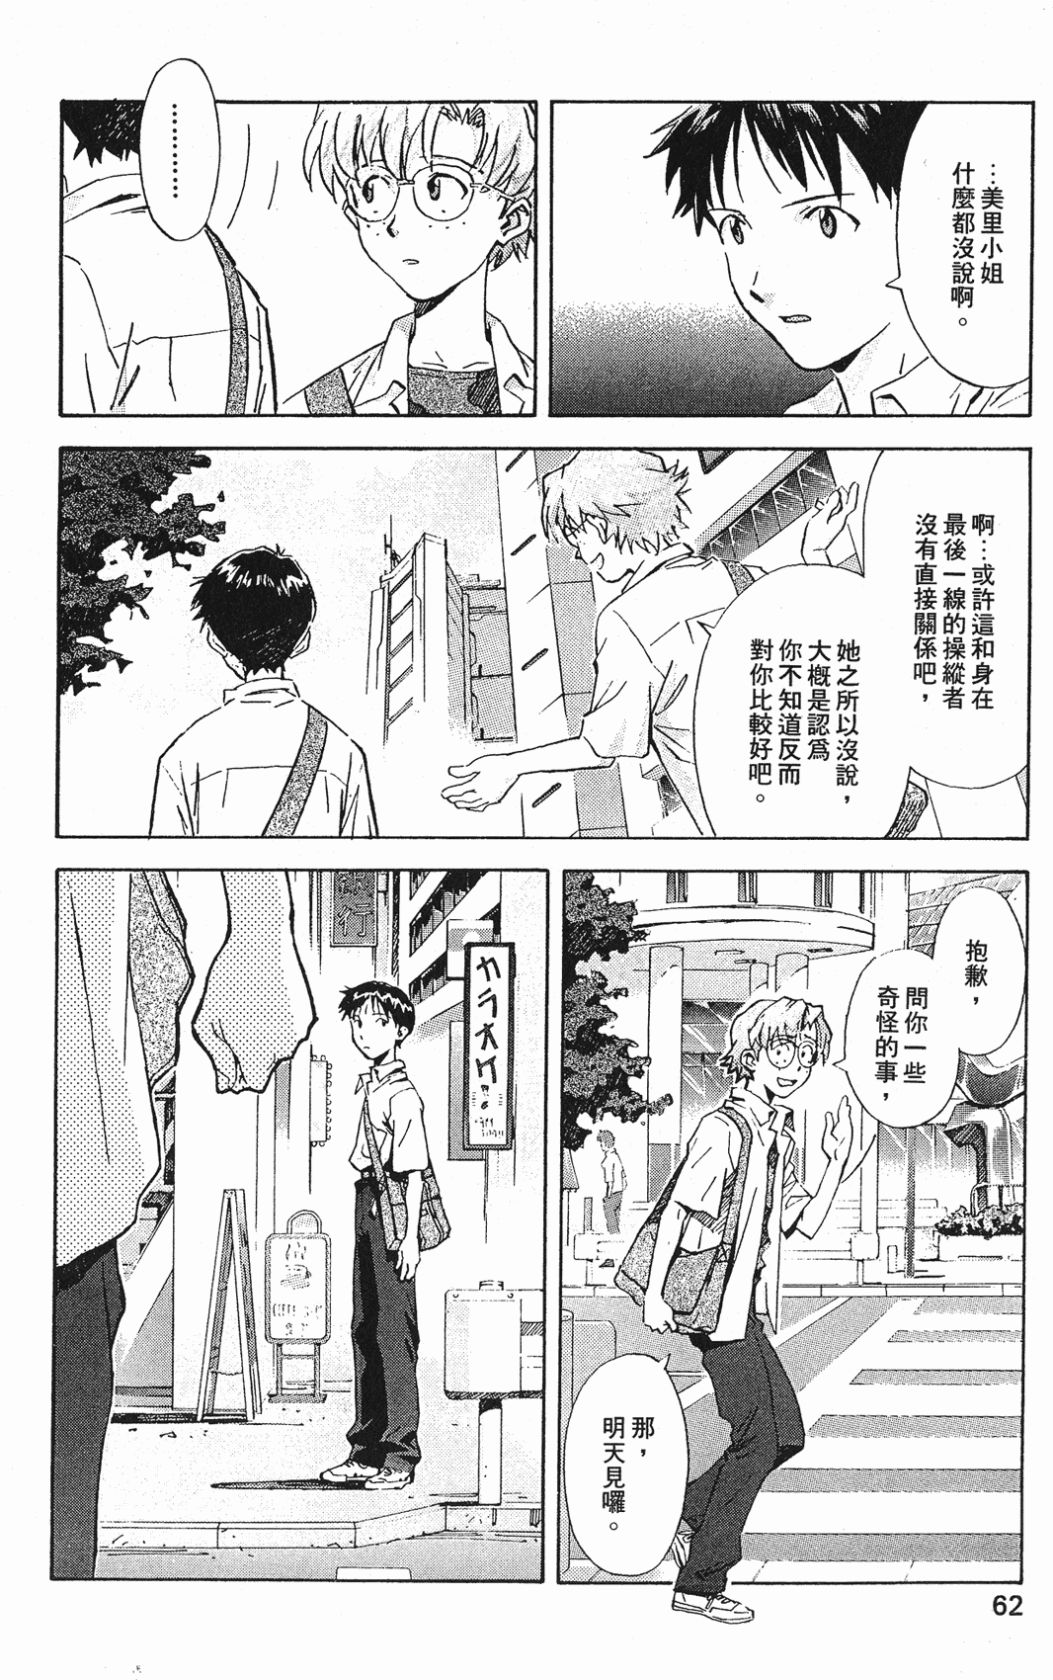 …美里小姐
什麼都沒說啊。
…………
啊…或許這和身在
最後一線的操縱者
沒有直接關係吧，
她之所以沒說，
大概是認為
你不知道反而
對你比較好吧。
抱歉，
問你一些
奇怪的事，
那，
明天見囉。
カラオケ
62